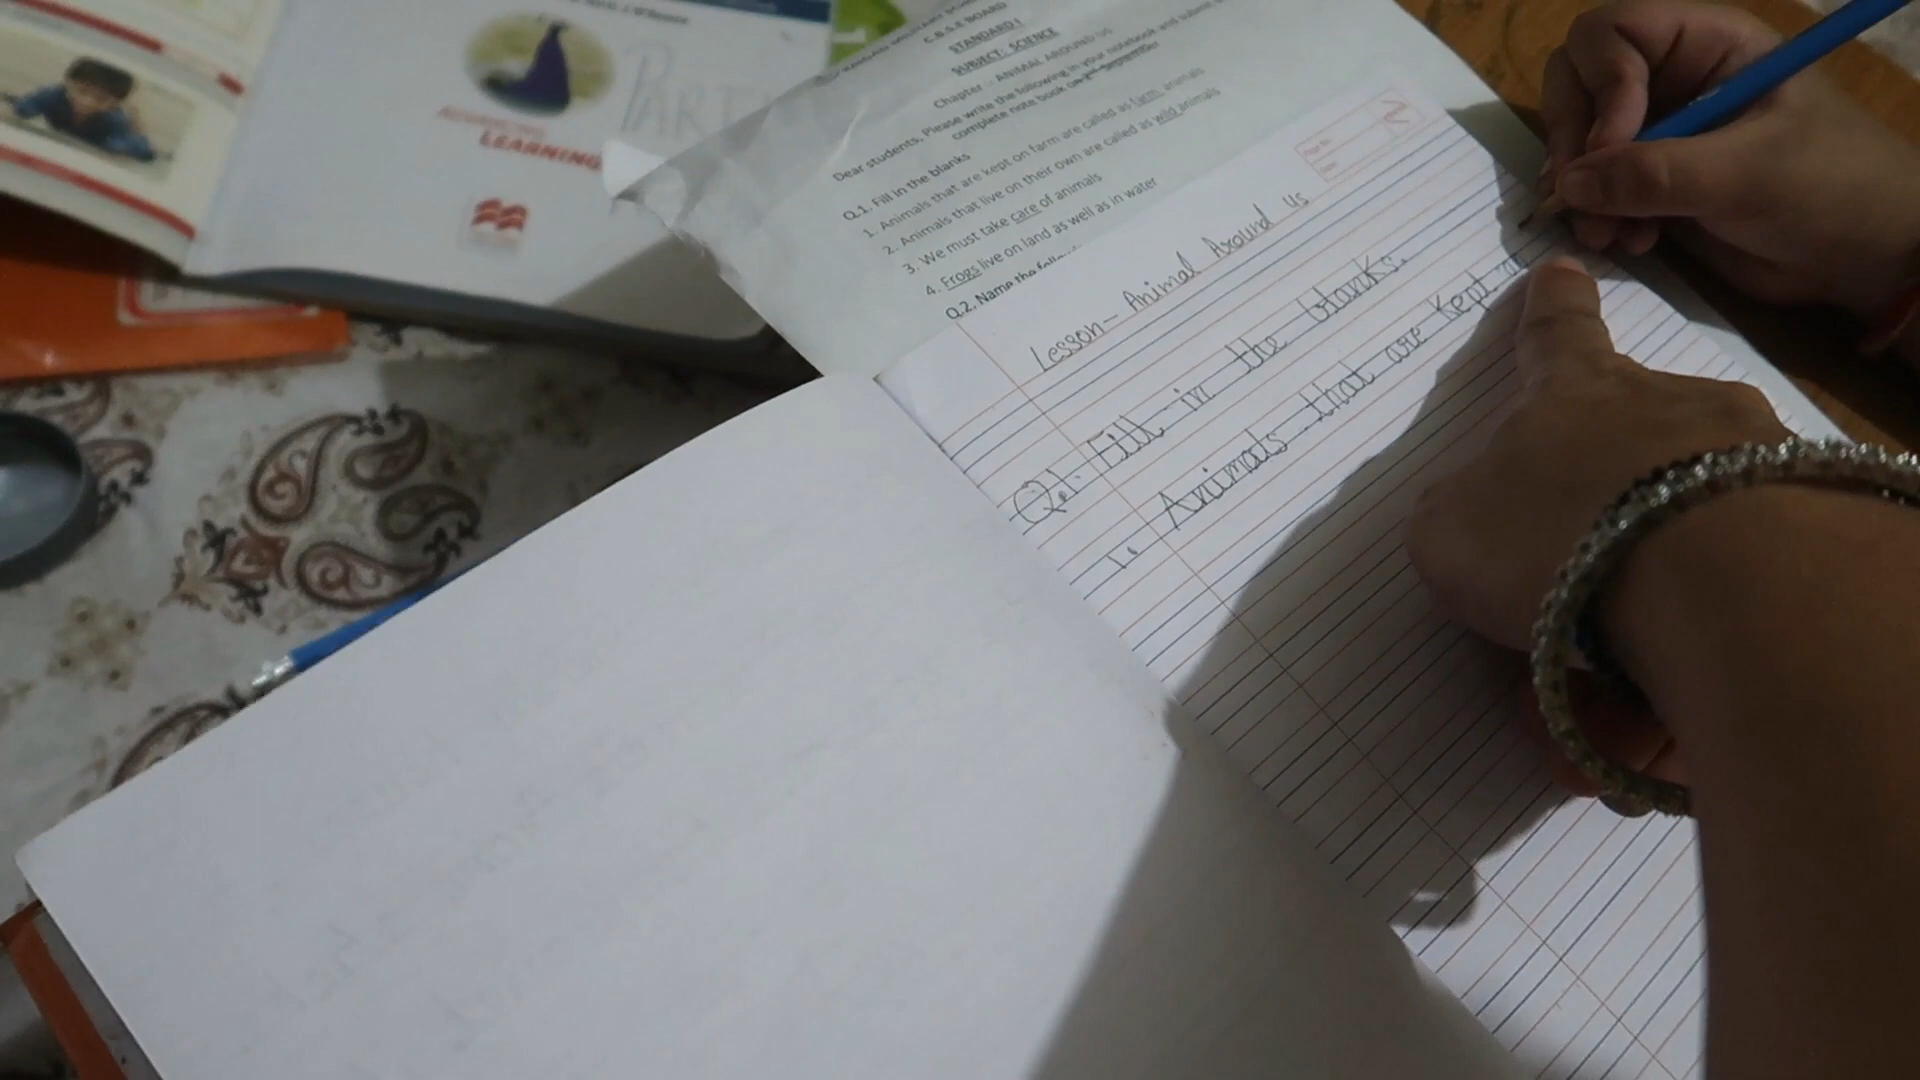 LEARNING
C.B.S.E BOARD
STANDARD I
SUBJECT: SCIENCE
Chapter :- ANIMAL AROUND US
Dear students, Please write the following in your notebook and submit
complete note book on 2nd September
Q.1. Fill in the blanks
1. Animals that are kept on farm are called as farm animals
2. Animals that live on their own are called as wild animals
3. We must take care of animals
4. Frogs live on land as well as in water
Q.2. Name the
Lesson - Animal Around us
Q.1. Fill in the blanks.
1. Animals that are kept on